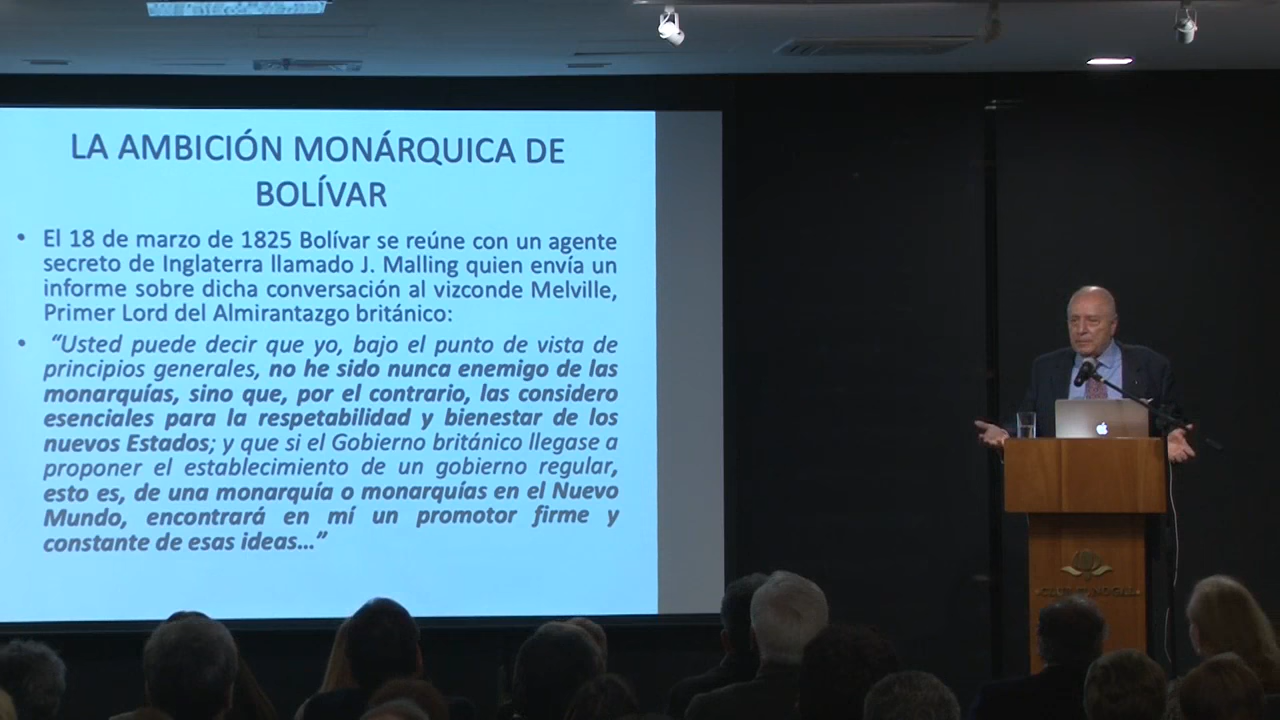 LA AMBICIÓN MONÁRQUICA DE
BOLÍVAR
• El 18 de marzo de 1825 Bolívar se reúne con un agente
secreto de Inglaterra llamado J. Malling quien envía un
informe sobre dicha conversación al vizconde Melville,
Primer Lord del Almirantazgo británico:
• “Usted puede decir que yo, bajo el punto de vista de
principios generales, no he sido nunca enemigo de las
monarquías, sino que, por el contrario, las considero
esenciales para la respetabilidad y bienestar de los
nuevos Estados; y que si el Gobierno británico llegase a
proponer el establecimiento de un gobierno regular,
esto es, de una monarquía o monarquías en el Nuevo
Mundo, encontrará en mí un promotor firme y
constante de esas ideas…”